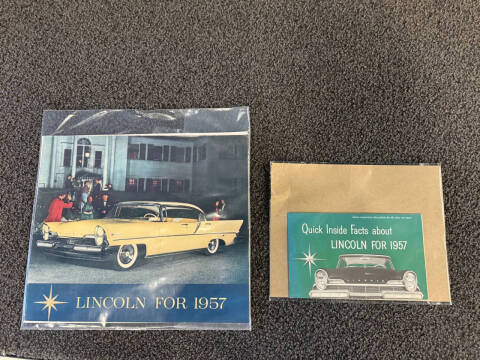 LINCOLN FOR 1957
Quick Inside Facts about
LINCOLN FOR 1957